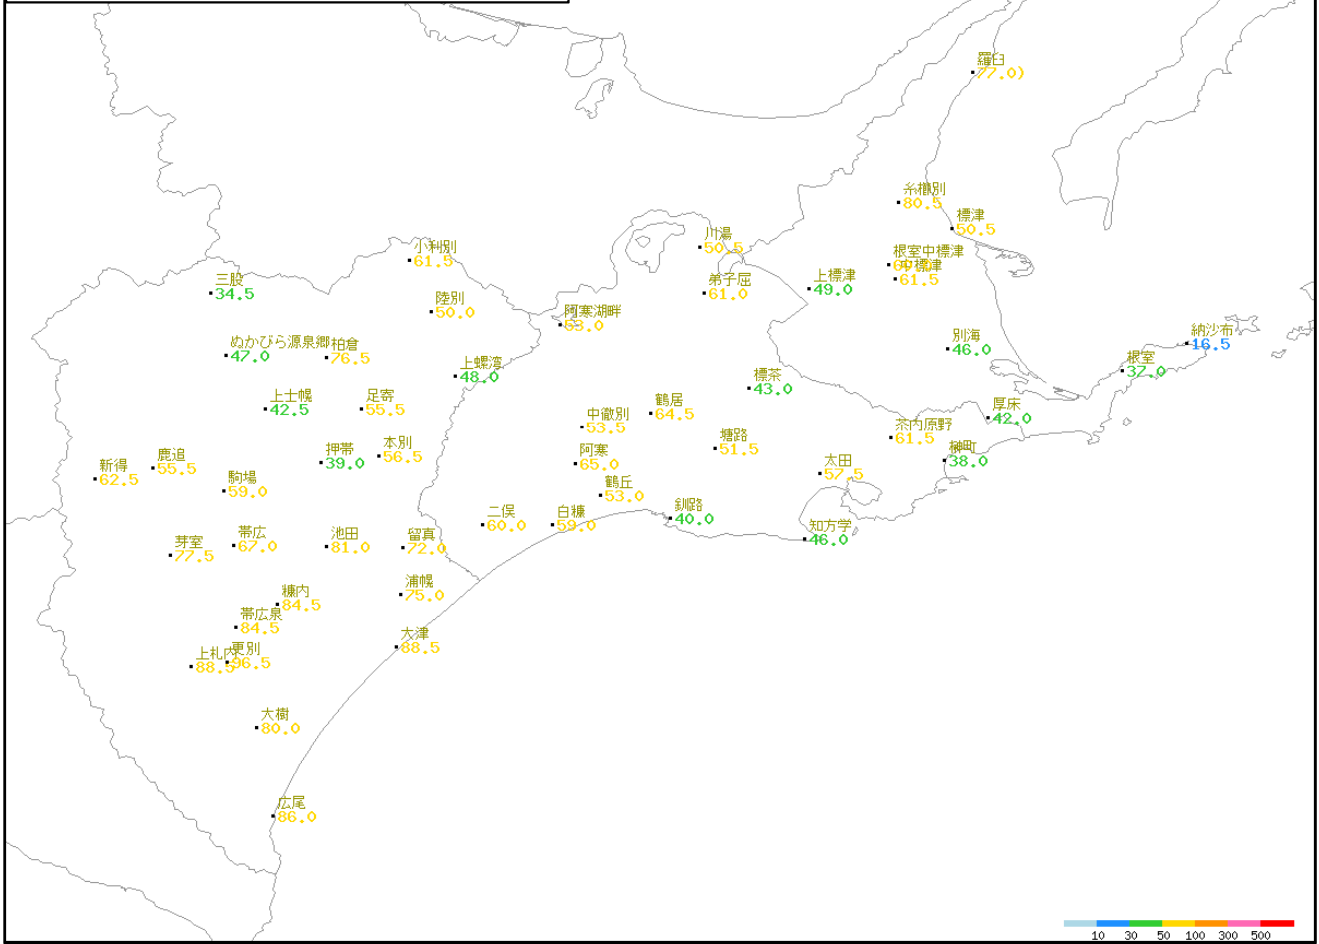 羅臼
77.0)
糸櫛別
80.5
標津
50.5
川湯
50.5
小利別
61.5
根室中標津
中標津
61.5
三股
34.5
弟子屈
61.0
上標津
49.0
陸別
50.0
阿寒湖畔
53.0
納沙布
16.5
ぬかびら源泉郷
47.0
柏倉
76.5
別海
46.0
根室
37.0
上螺湾
48.0
標茶
43.0
上士幌
42.5
足寄
55.5
鶴居
64.5
厚床
42.0
中徹別
53.5
茶内原野
61.5
塘路
51.5
本別
56.5
押帯
39.0
榊町
38.0
鹿追
55.5
新得
62.5
阿寒
65.0
太田
57.5
駒場
59.0
鶴丘
53.0
二俣
60.0
白糠
59.0
釧路
40.0
知方学
46.0
芽室
77.5
帯広
67.0
池田
81.0
留真
72.0
浦幌
75.0
糠内
84.5
帯広泉
84.5
大津
88.5
上札内
88.5
更別
96.5
大樹
80.0
広尾
86.0
10 30 50 100 300 500